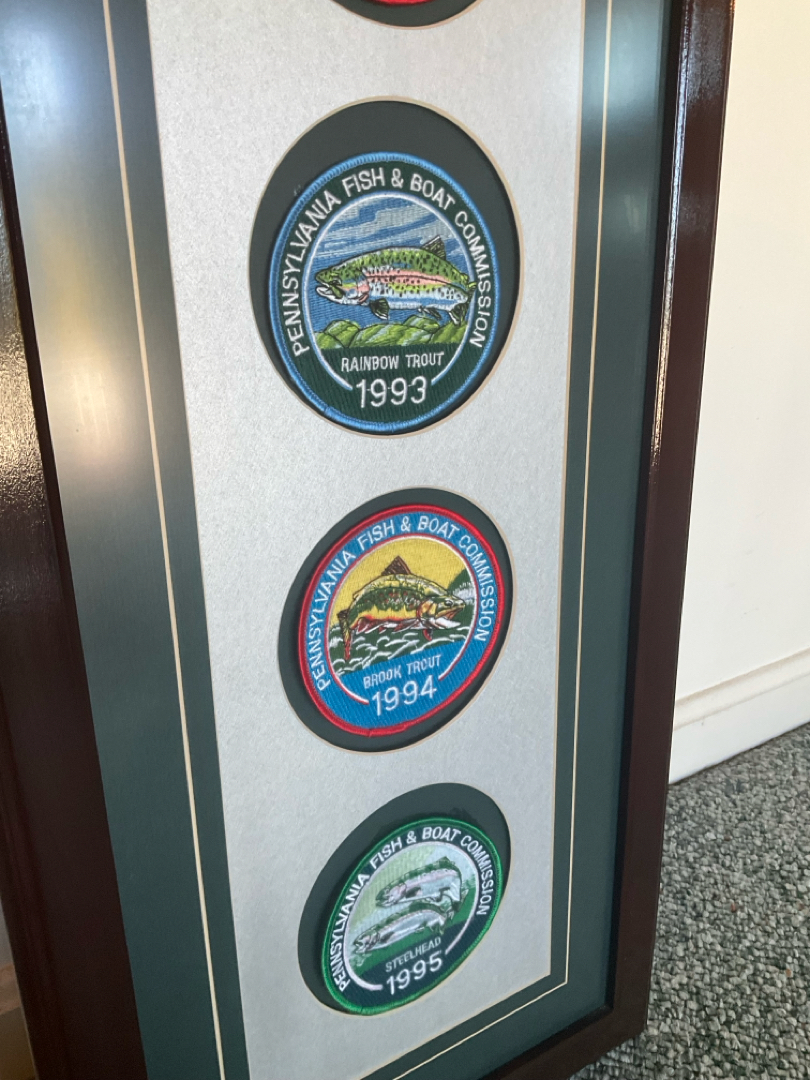 PENNSYLVANIA FISH & BOAT COMMISSION
RAINBOW TROUT
1993
PENNSYLVANIA FISH & BOAT COMMISSION
BROOK TROUT
1994
PENNSYLVANIA FISH & BOAT COMMISSION
STEELHEAD
1995